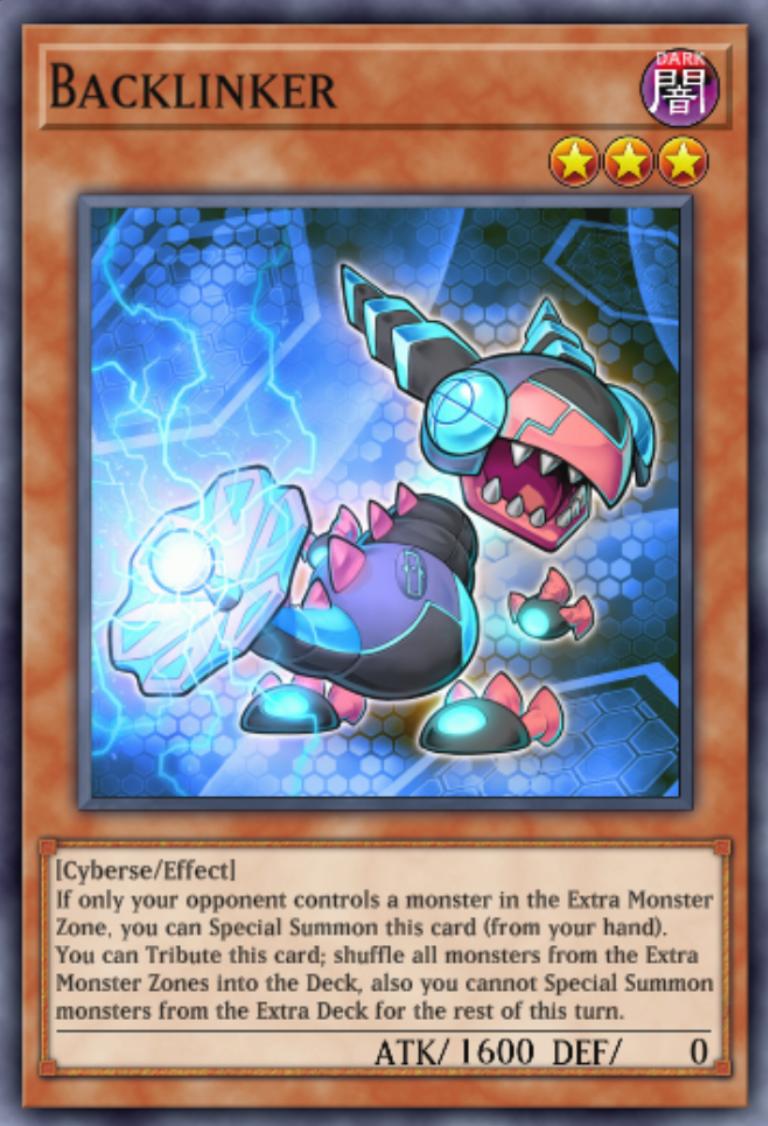 Backlinker
DARK
闇
[Cyberse/Effect]
If only your opponent controls a monster in the Extra Monster
Zone, you can Special Summon this card (from your hand).
You can Tribute this card; shuffle all monsters from the Extra
Monster Zones into the Deck, also you cannot Special Summon
monsters from the Extra Deck for the rest of this turn.
ATK/ 1600 DEF/ 0